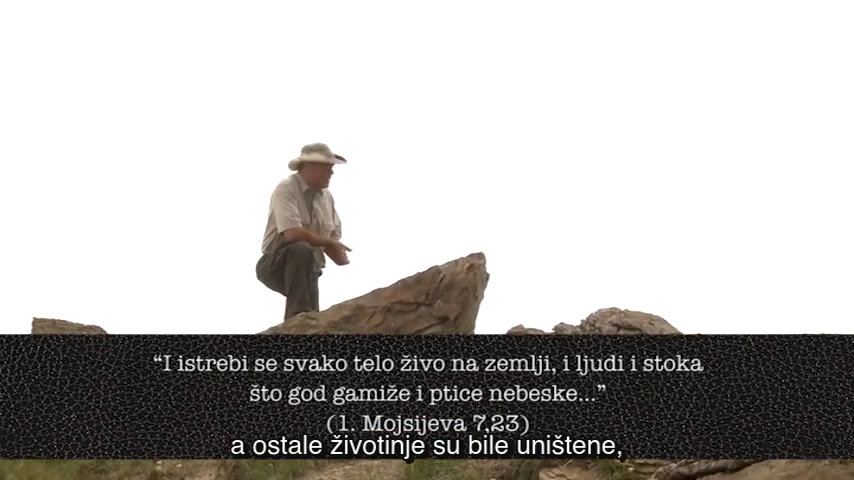 “I istrebi se svako telo živo na zemlji, i ljudi i stoka
što god gamiže i ptice nebeske...”
(1. Mojsijeva 7,23)
a ostale životinje su bile uništene,